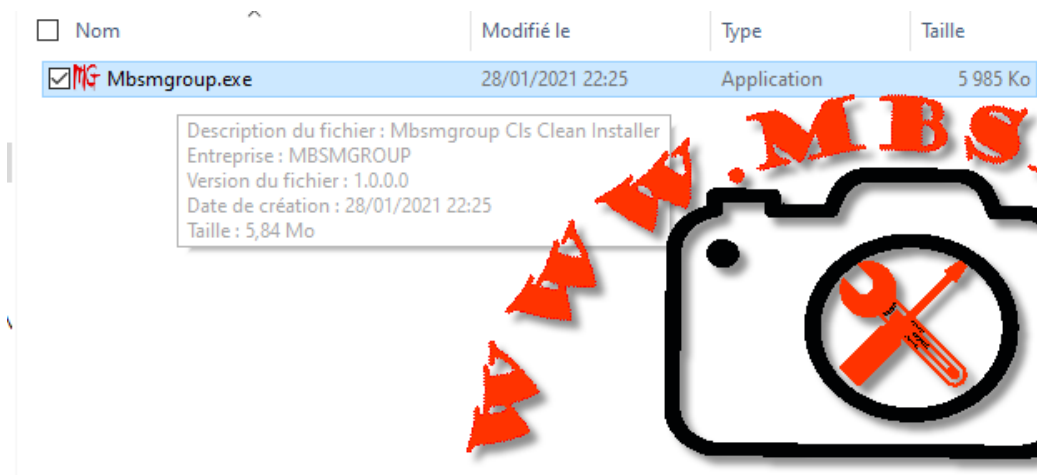 Nom Modifié le Type Taille
MG Mbsmgroup.exe 28/01/2021 22:25 Application 5 985 Ko
Description du fichier : Mbsmgroup Cls Clean Installer
Entreprise : MBSMGROUP
Version du fichier : 1.0.0.0
Date de création : 28/01/2021 22:25
Taille : 5,84 Mo
WWW.MBS